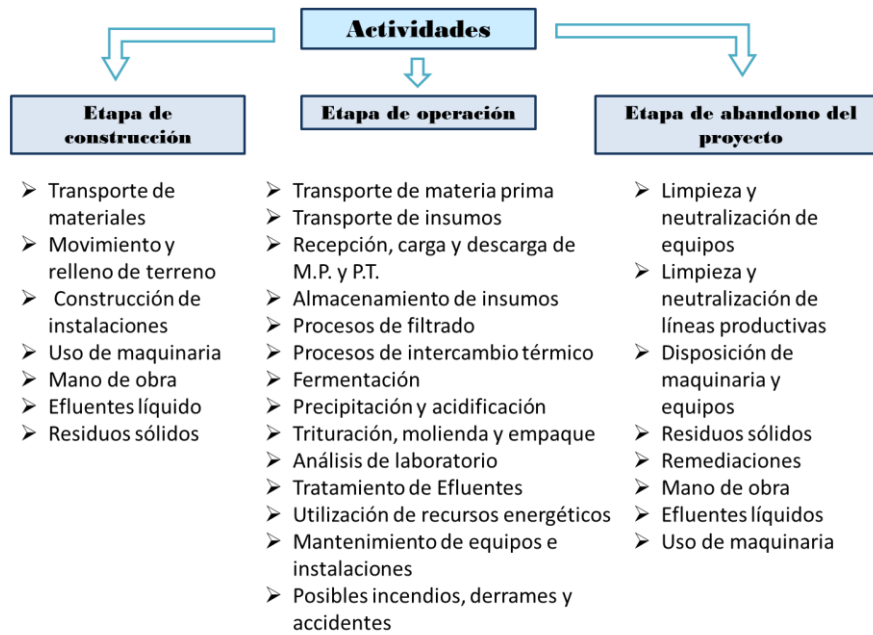 Actividades
Etapa de
construcción
➢ Transporte de
materiales
➢ Movimiento y
relleno de terreno
➢ Construcción de
instalaciones
➢ Uso de maquinaria
➢ Mano de obra
➢ Efluentes líquido
➢ Residuos sólidos
Etapa de operación
➢ Transporte de materia prima
➢ Transporte de insumos
➢ Recepción, carga y descarga de
M.P. y P.T.
➢ Almacenamiento de insumos
➢ Procesos de filtrado
➢ Procesos de intercambio térmico
➢ Fermentación
➢ Precipitación y acidificación
➢ Trituración, molienda y empaque
➢ Análisis de laboratorio
➢ Tratamiento de Efluentes
➢ Utilización de recursos energéticos
➢ Mantenimiento de equipos e
instalaciones
➢ Posibles incendios, derrames y
accidentes
Etapa de abandono del
proyecto
➢ Limpieza y
neutralización de
equipos
➢ Limpieza y
neutralización de
líneas productivas
➢ Disposición de
maquinaria y
equipos
➢ Residuos sólidos
➢ Remediaciones
➢ Mano de obra
➢ Efluentes líquidos
➢ Uso de maquinaria